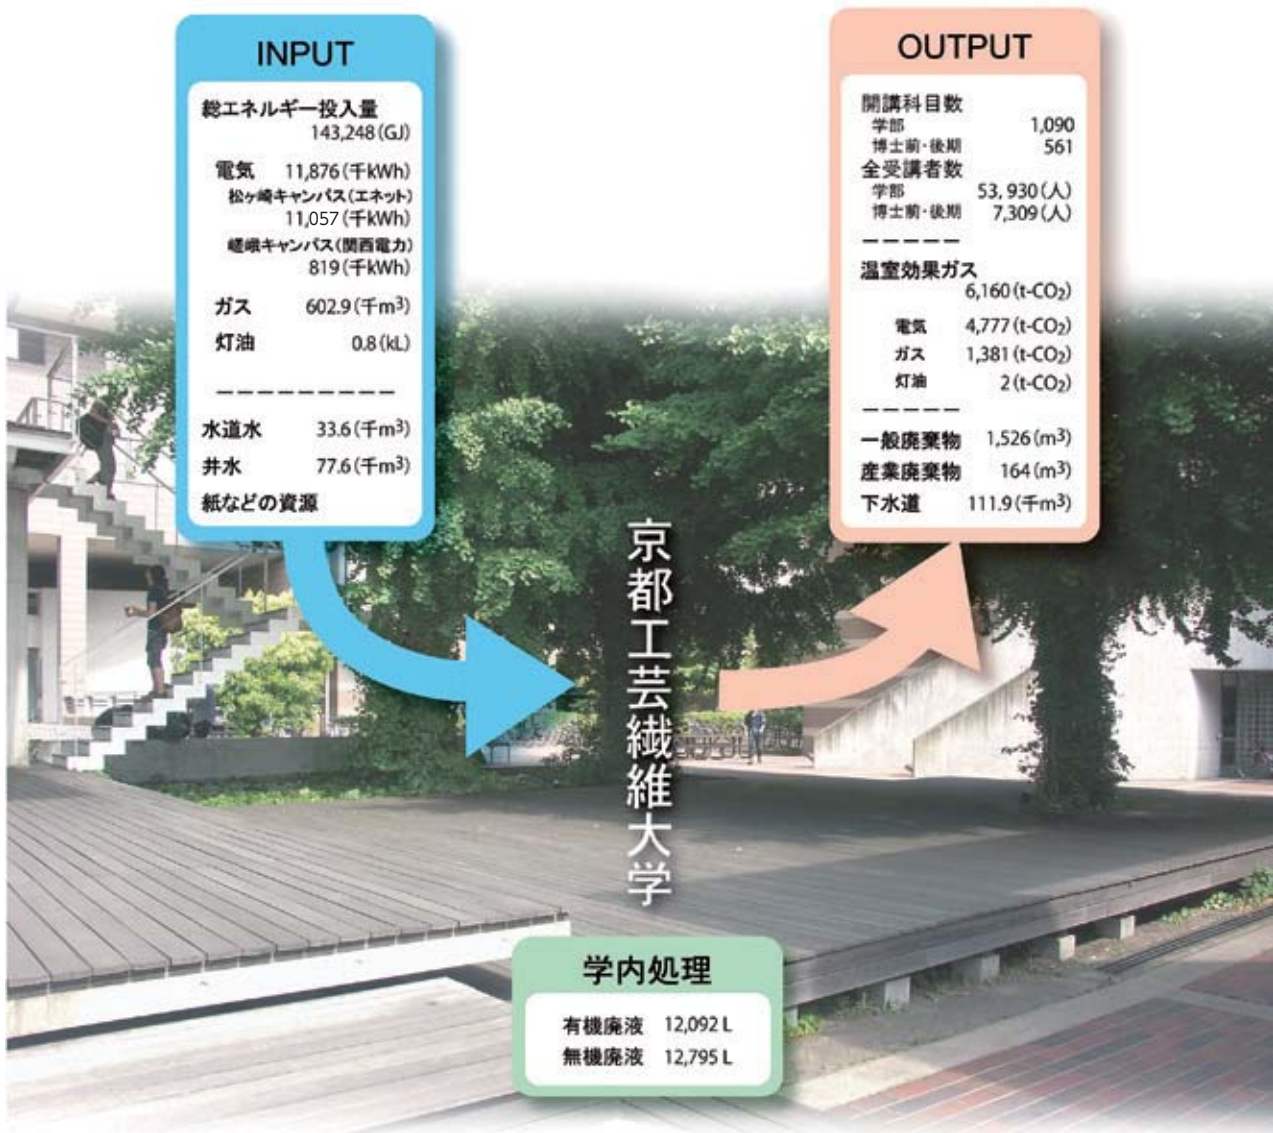 INPUT
総エネルギー投入量
143,248(GJ)
電気 11,876(千kWh)
松ヶ崎キャンパス(エネット)
11,057(千kWh)
嵯峨キャンパス(関西電力)
819(千kWh)
ガス 602.9(千m³)
灯油 0.8(kL)
水道水 33.6(千m³)
井水 77.6(千m³)
紙などの資源
OUTPUT
開講科目数
学部 1,090
博士前・後期 561
全受講者数
学部 53,930(人)
博士前・後期 7,309(人)
温室効果ガス
6,160(t-CO₂)
電気 4,777(t-CO₂)
ガス 1,381(t-CO₂)
灯油 2(t-CO₂)
一般廃棄物 1,526(m³)
産業廃棄物 164(m³)
下水道 111.9(千m³)
京都工芸繊維大学
学内処理
有機廃液 12,092L
無機廃液 12,795L